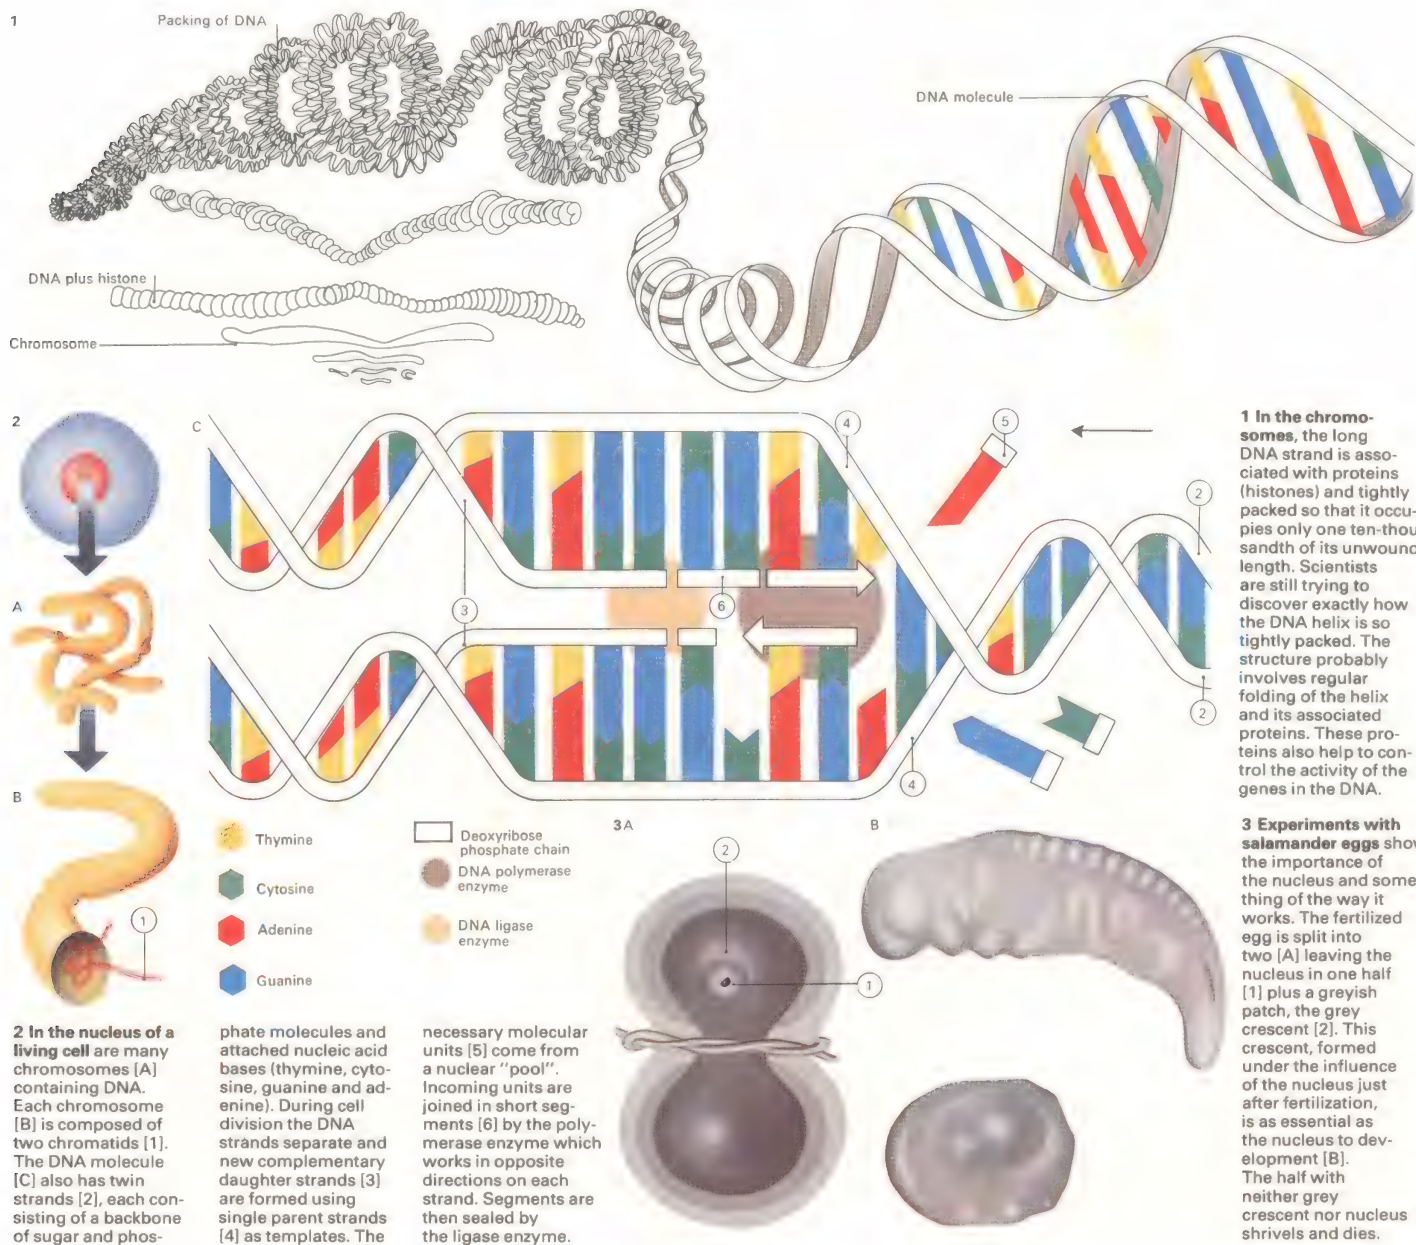 1
Packing of DNA
DNA molecule
DNA plus histone
Chromosome
2
A
B
1
C
3
6
4
5
2
2
4
Thymine
Cytosine
Adenine
Guanine
Deoxyribose
phosphate chain
DNA polymerase
enzyme
DNA ligase
enzyme
3 A
2
1
B
1 In the chromo-
somes, the long
DNA strand is asso-
ciated with proteins
(histones) and tightly
packed so that it occu-
pies only one ten-thou
sandth of its unwound
length. Scientists
are still trying to
discover exactly how
the DNA helix is so
tightly packed. The
structure probably
involves regular
folding of the helix
and its associated
proteins. These pro-
teins also help to con-
trol the activity of the
genes in the DNA.
3 Experiments with
salamander eggs show
the importance of
the nucleus and some
thing of the way it
works. The fertilized
egg is split into
two [A] leaving the
nucleus in one half
[1] plus a greyish
patch, the grey
crescent [2]. This
crescent, formed
under the influence
of the nucleus just
after fertilization,
is as essential as
the nucleus to dev-
elopment [B].
The half with
neither grey
crescent nor nucleus
shrivels and dies.
2 In the nucleus of a
living cell are many
chromosomes [A]
containing DNA.
Each chromosome
[B] is composed of
two chromatids [1].
The DNA molecule
[C] also has twin
strands [2], each con-
sisting of a backbone
of sugar and phos-
phate molecules and
attached nucleic acid
bases (thymine, cyto-
sine, guanine and ad-
enine). During cell
division the DNA
strands separate and
new complementary
daughter strands [3]
are formed using
single parent strands
[4] as templates. The
necessary molecular
units [5] come from
a nuclear "pool".
Incoming units are
joined in short seg-
ments [6] by the poly-
merase enzyme which
works in opposite
directions on each
strand. Segments are
then sealed by
the ligase enzyme.